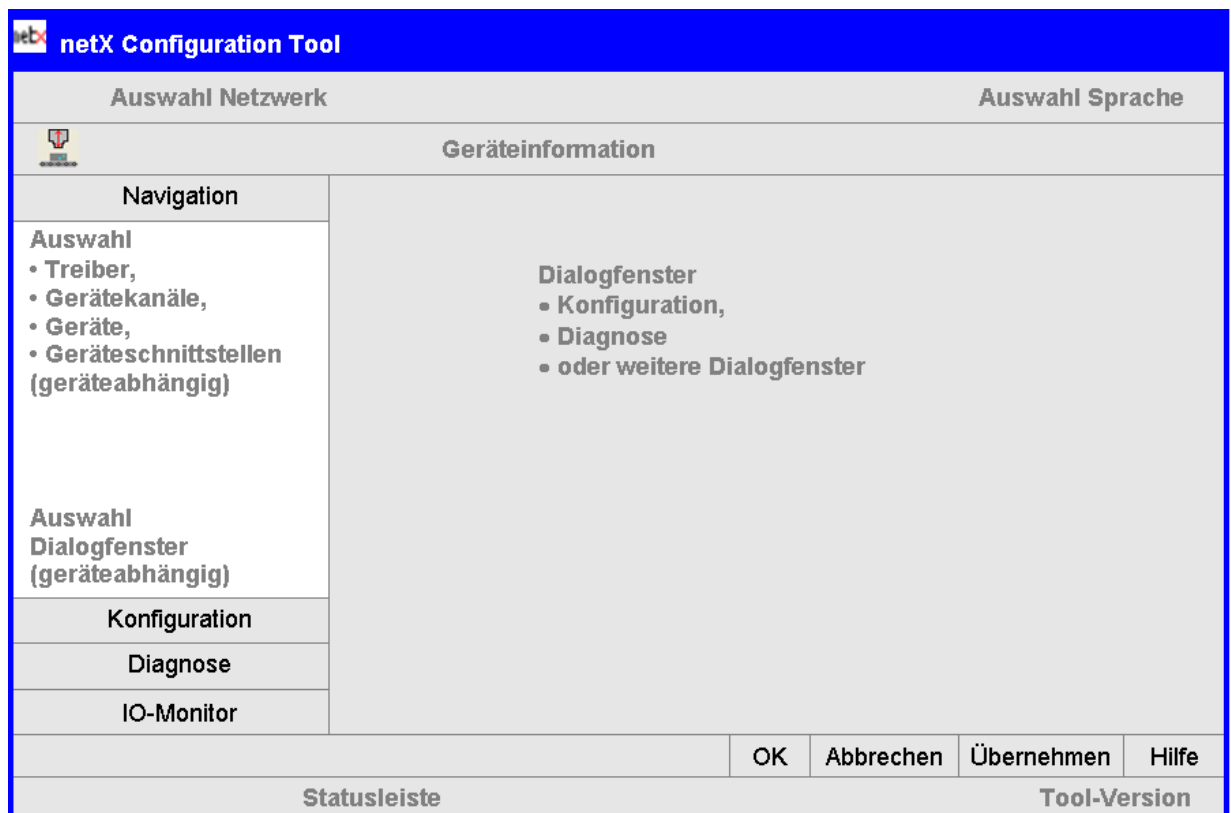 netX
netX Configuration Tool
Auswahl Netzwerk
Auswahl Sprache
Geräteinformation
Navigation
Auswahl
• Treiber,
• Gerätekanäle,
• Geräte,
• Geräteschnittstellen
(geräteabhängig)
Auswahl
Dialogfenster
(geräteabhängig)
Dialogfenster
• Konfiguration,
• Diagnose
• oder weitere Dialogfenster
Konfiguration
Diagnose
IO-Monitor
OK
Abbrechen
Übernehmen
Hilfe
Statusleiste
Tool-Version